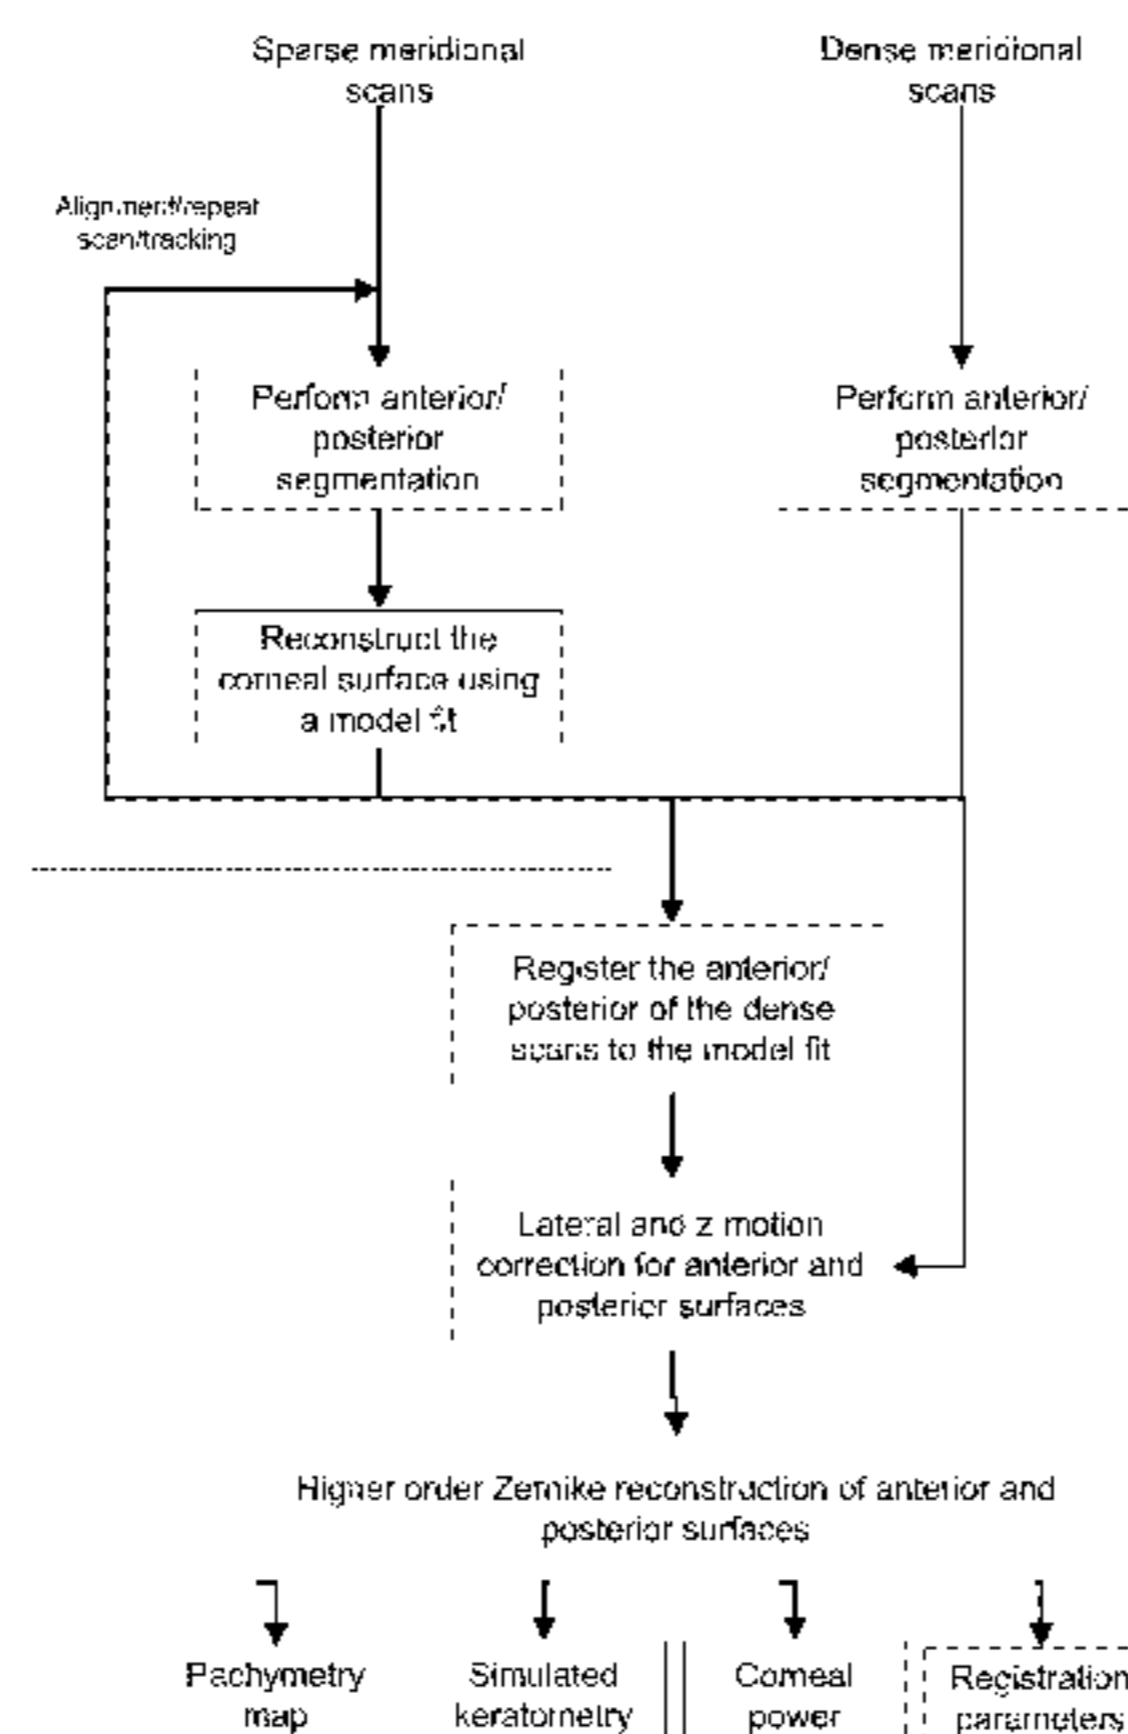 Sparse meridional
scans
Dense meridional
scans
Alignment/repeat
scan/tracking
Perform anterior/
posterior
segmentation
Perform anterior/
posterior
segmentation
Reconstruct the
corneal surface using
a model fit
Register the anterior/
posterior of the dense
scans to the model fit
Lateral and z motion
correction for anterior and
posterior surfaces
Higher order Zernike reconstruction of anterior and
posterior surfaces
Pachymetry
map
Simulated
keratometry
Corneal
power
Registration
parameters